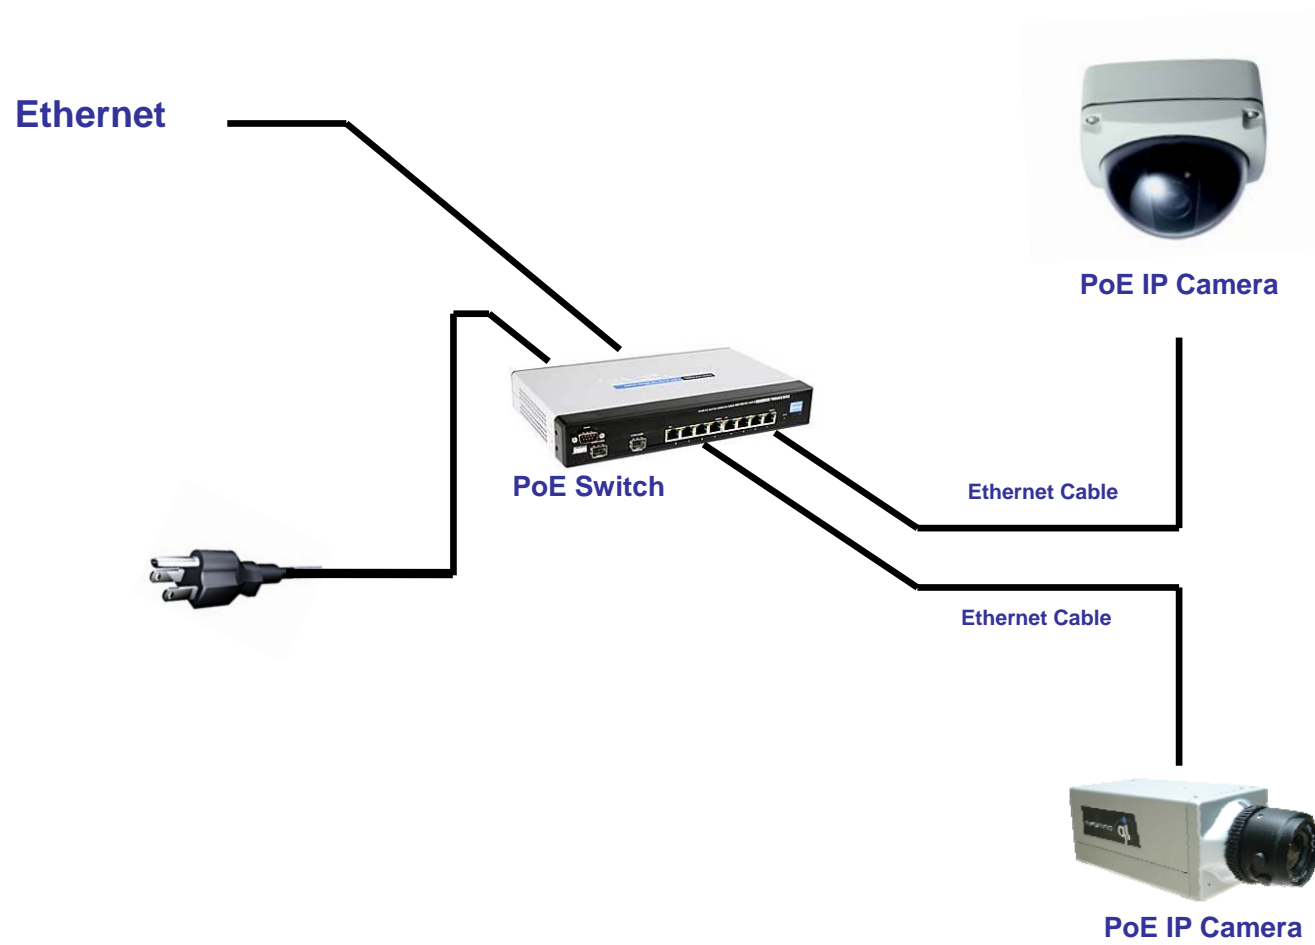 Ethernet
PoE IP Camera
PoE Switch
Ethernet Cable
Ethernet Cable
PoE IP Camera